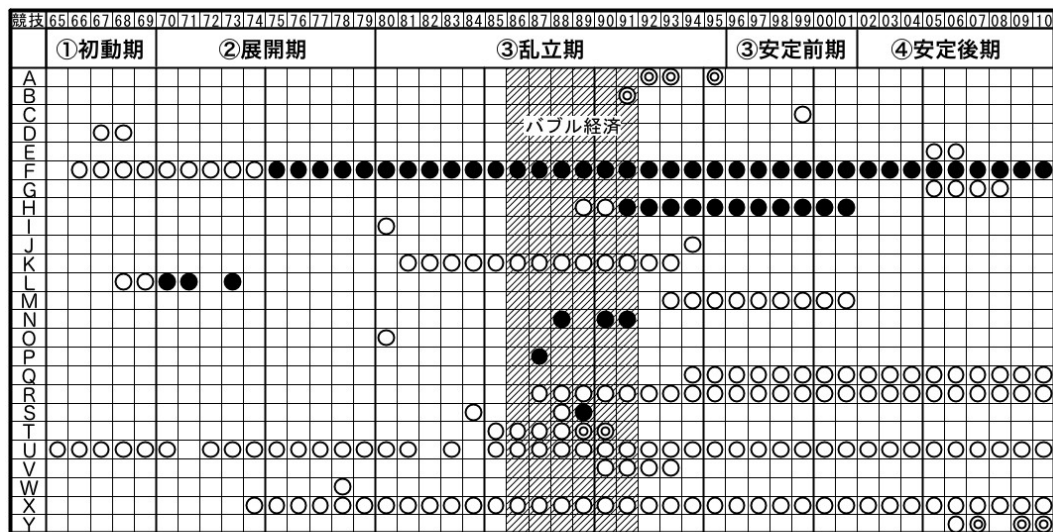 競技 65 66 67 68 69 70 71 72 73 74 75 76 77 78 79 80 81 82 83 84 85 86 87 88 89 90 91 92 93 94 95 96 97 98 99 00 01 02 03 04 05 06 07 08 09 10
①初動期 ②展開期 ③乱立期 ③安定前期 ④安定後期
A
B
C
D バブル経済
E
F
G
H
I
J
K
L
M
N
O
P
Q
R
S
T
U
V
W
X
Y